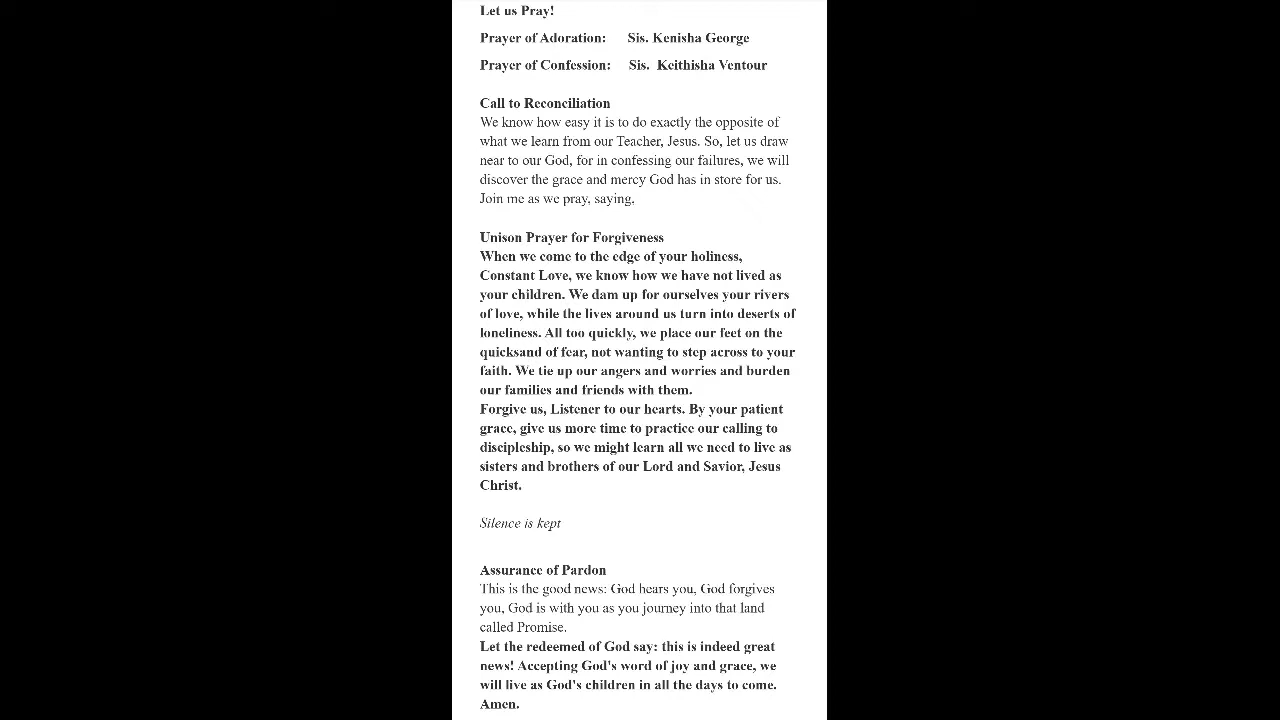 Let us Pray!
Prayer of Adoration: Sis. Kenisha George
Prayer of Confession: Sis. Keithisha Ventour
Call to Reconciliation
We know how easy it is to do exactly the opposite of
what we learn from our Teacher, Jesus. So, let us draw
near to our God, for in confessing our failures, we will
discover the grace and mercy God has in store for us.
Join me as we pray, saying,
Unison Prayer for Forgiveness
When we come to the edge of your holiness,
Constant Love, we know how we have not lived as
your children. We dam up for ourselves your rivers
of love, while the lives around us turn into deserts of
loneliness. All too quickly, we place our feet on the
quicksand of fear, not wanting to step across to your
faith. We tie up our angers and worries and burden
our families and friends with them.
Forgive us, Listener to our hearts. By your patient
grace, give us more time to practice our calling to
discipleship, so we might learn all we need to live as
sisters and brothers of our Lord and Savior, Jesus
Christ.
Silence is kept
Assurance of Pardon
This is the good news: God hears you, God forgives
you, God is with you as you journey into that land
called Promise.
Let the redeemed of God say: this is indeed great
news! Accepting God's word of joy and grace, we
will live as God's children in all the days to come.
Amen.